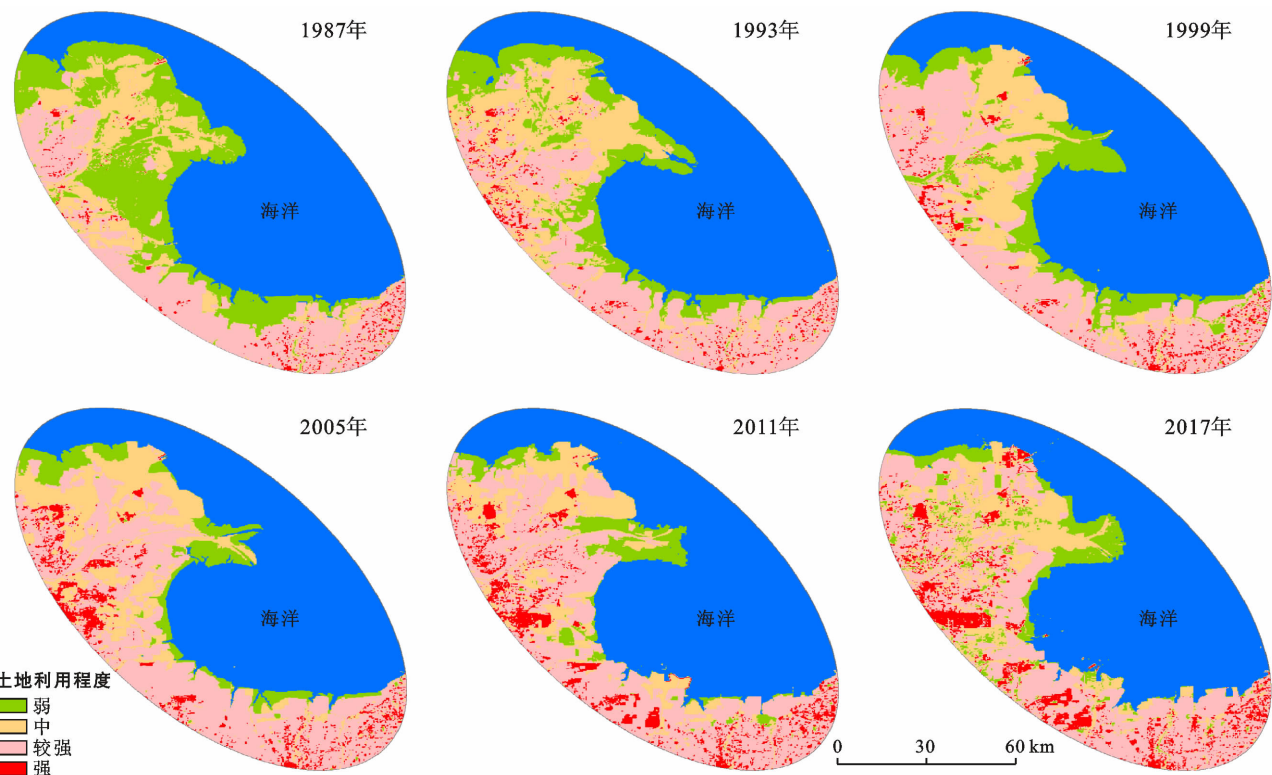 1987年
1993年
1999年
海洋
海洋
海洋
2005年
2011年
2017年
海洋
海洋
海洋
土地利用程度
弱
中
较强
强
0 30 60 km